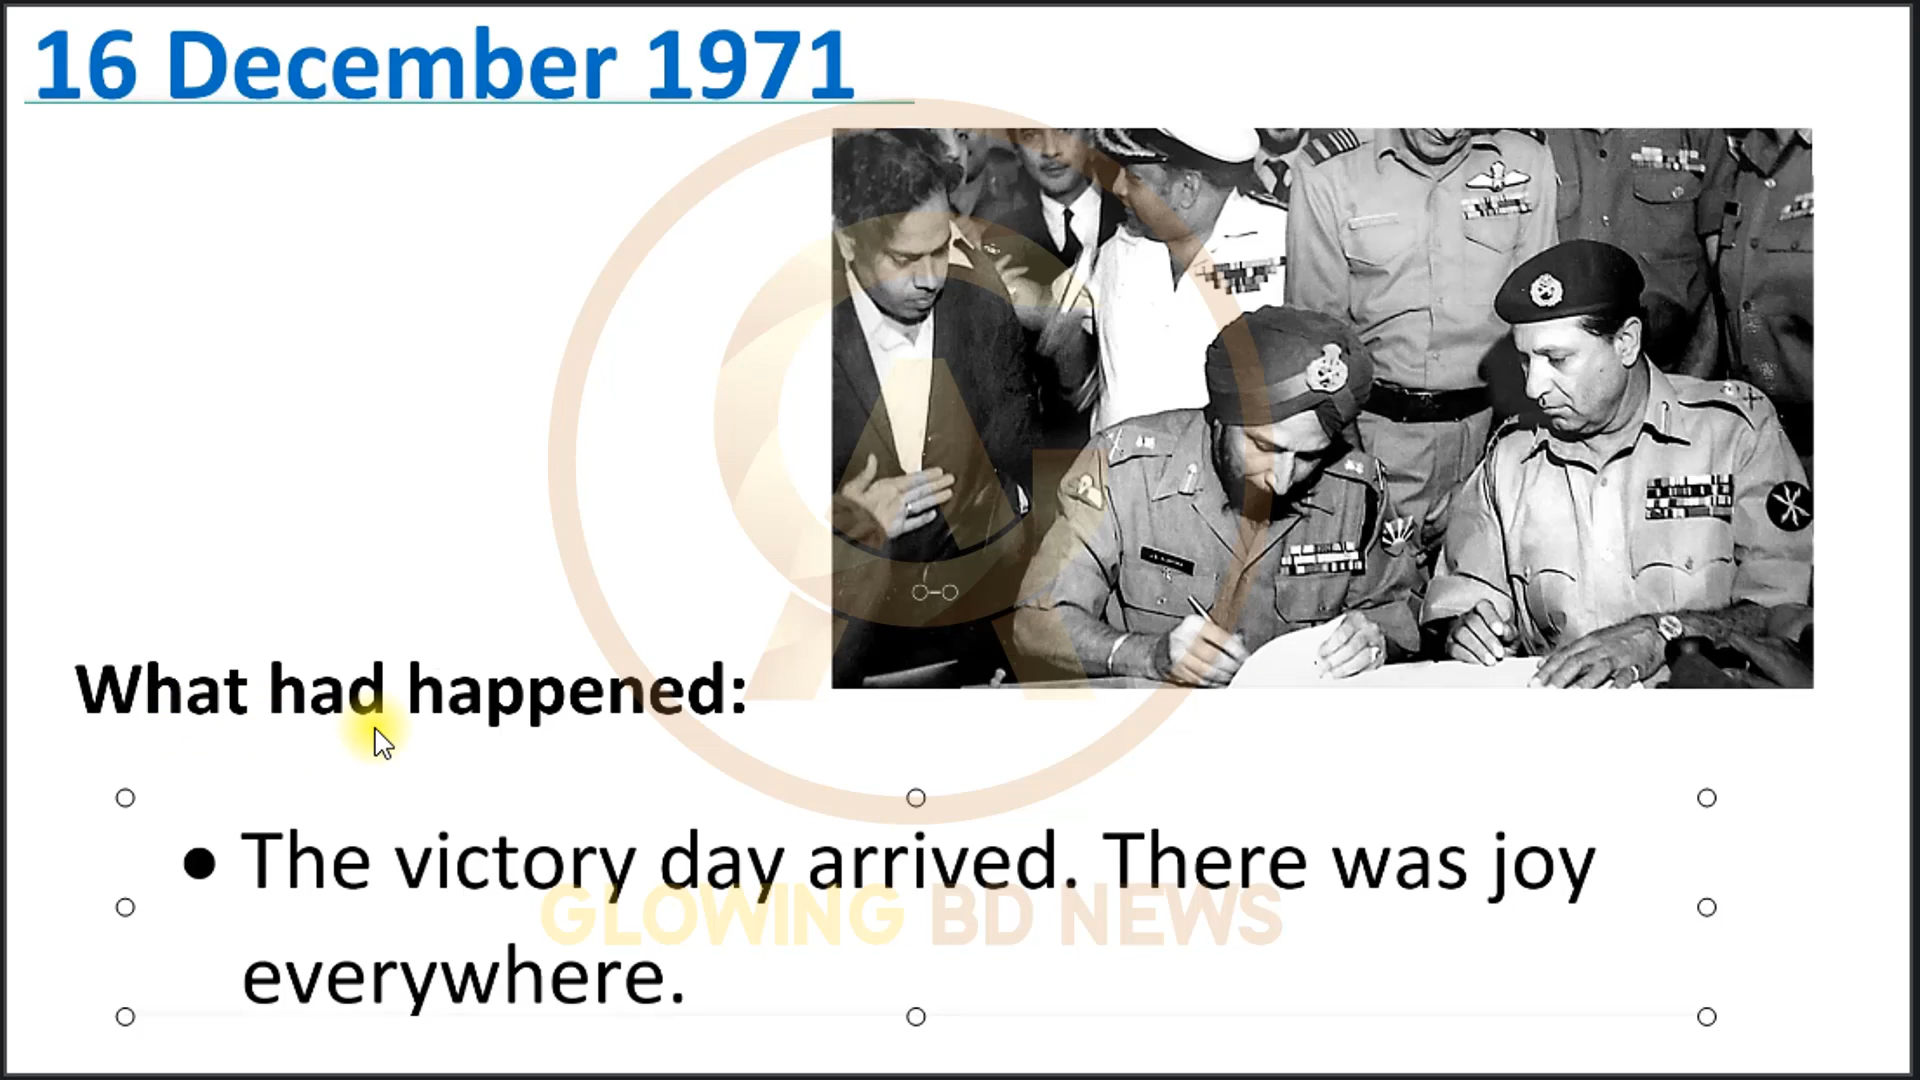 16 December 1971
What had happened:
• The victory day arrived. There was joy
everywhere.
GLOWING BD NEWS